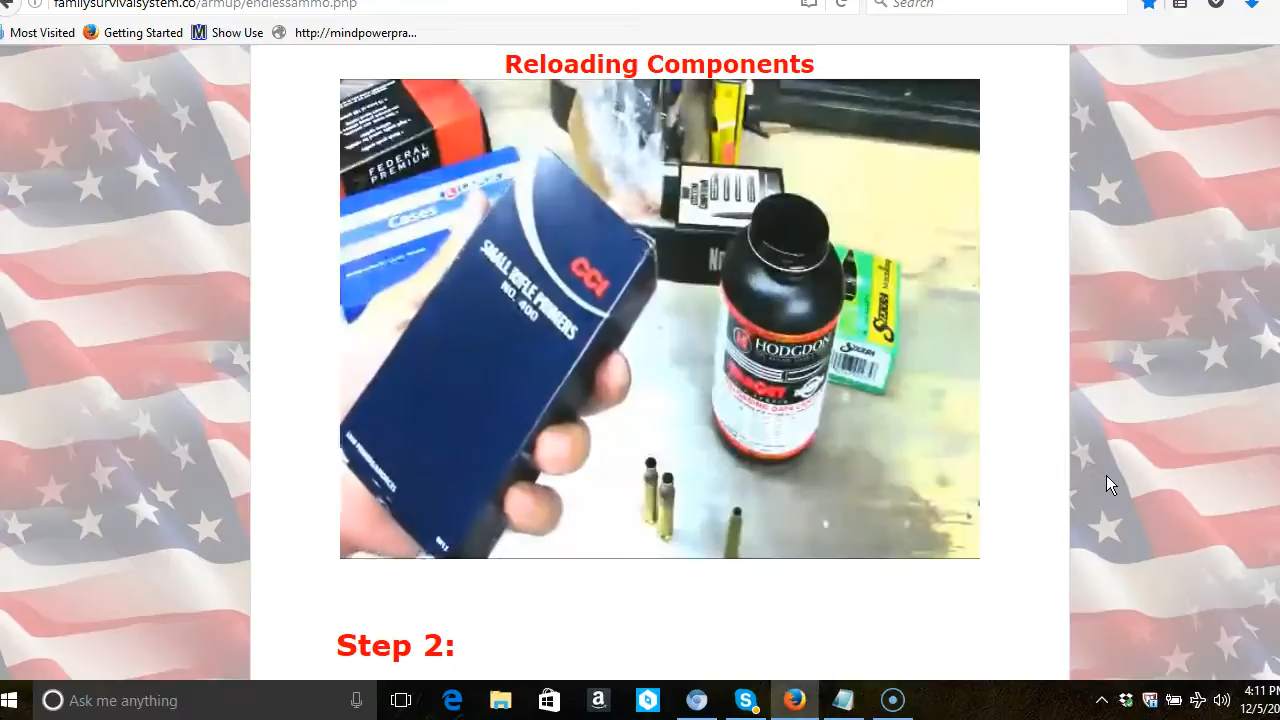 familysurvivalsystem.co/armup/endlessammo.php
Search
Most Visited
Getting Started
Show Use
http://mindpowerpra...
Reloading Components
FEDERAL
PREMIUM
Cases
CCI
SMALL RIFLE PRIMERS
NO. 400
HODGDON
SIERRA
SIERRA
Step 2:
Ask me anything
4:11 PM
12/5/20